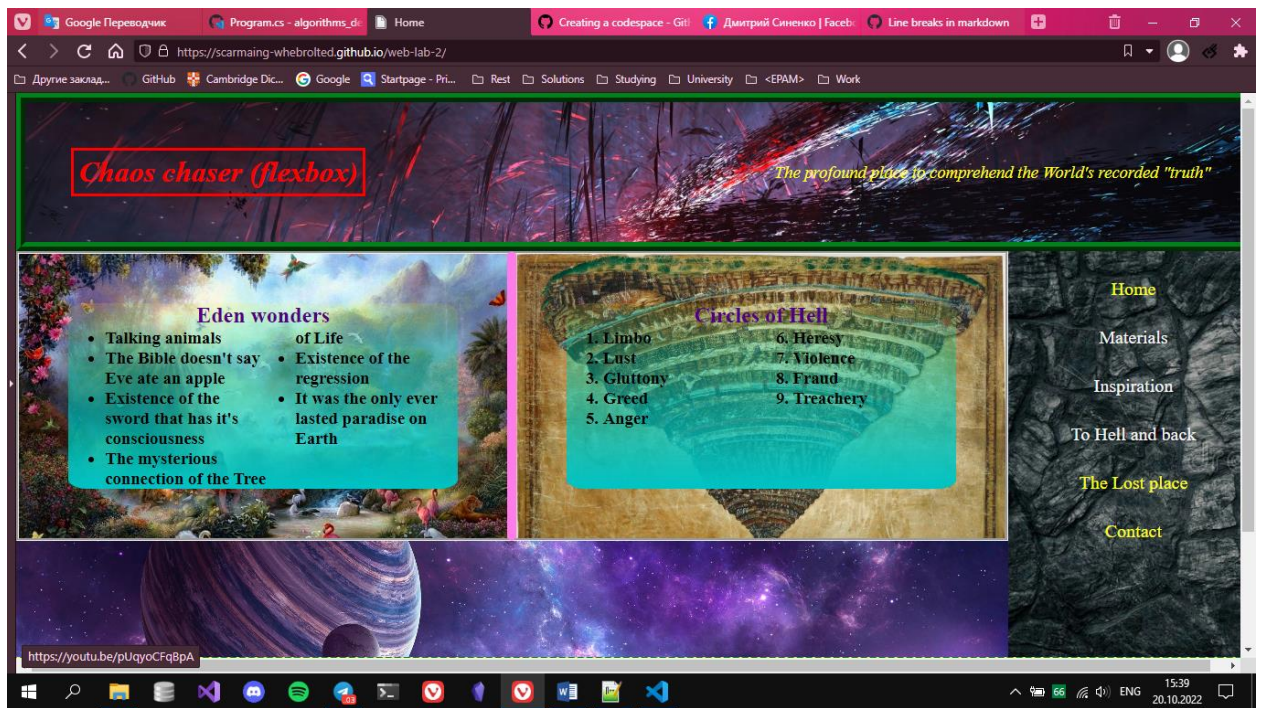 Google Переводчик
Program.cs - algorithms_de
Home
Creating a codespace - Git
Дмитрий Синенко | Facebo
Line breaks in markdown
https://scarmaing-whebrolted.github.io/web-lab-2/
Другие заклад...
GitHub
Cambridge Dic...
Google
Startpage - Pri...
Rest
Solutions
Studying
University
<EPAM>
Work
Chaos chaser (flexbox)
The profound place to comprehend the World's recorded "truth"
Eden wonders
• Talking animals
• The Bible doesn't say
Eve ate an apple
• Existence of the
sword that has it's
consciousness
• The mysterious
connection of the Tree
of Life
• Existence of the
regression
• It was the only ever
lasted paradise on
Earth
Circles of Hell
1. Limbo
2. Lust
3. Gluttony
4. Greed
5. Anger
6. Heresy
7. Violence
8. Fraud
9. Treachery
Home
Materials
Inspiration
To Hell and back
The Lost place
Contact
https://youtu.be/pUqyoCFqBpA
66
ENG
15:39
20.10.2022